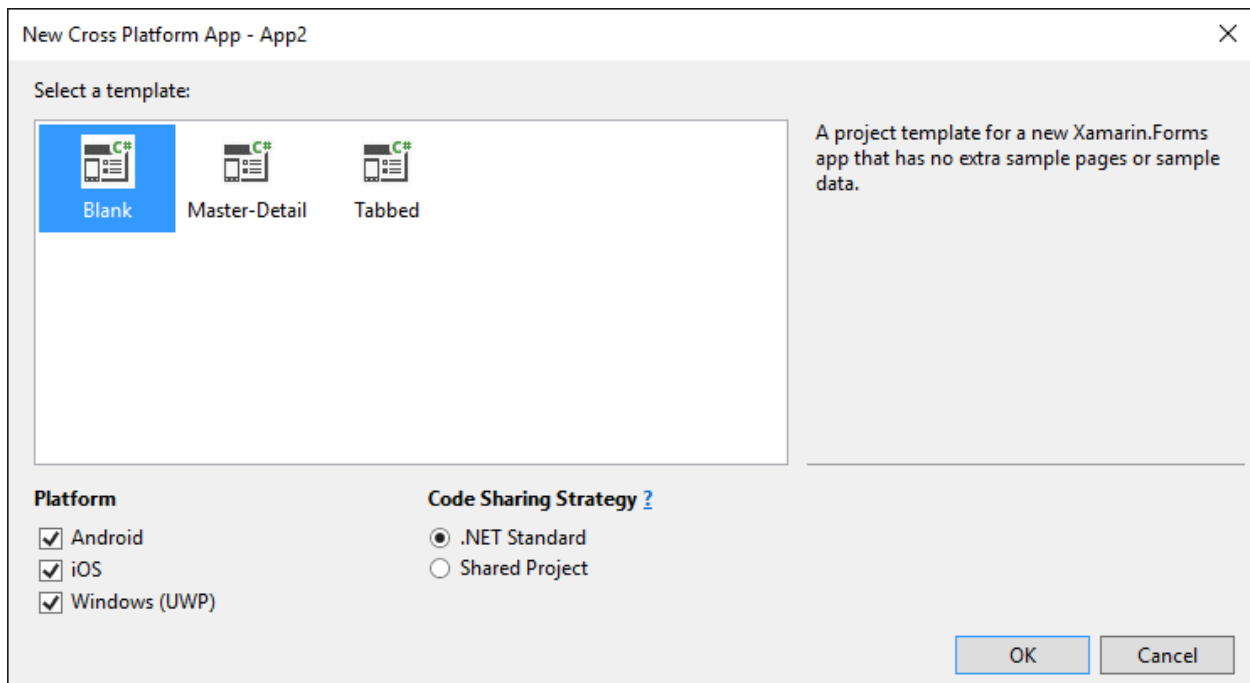 New Cross Platform App - App2
Select a template:
C#
Blank
C#
Master-Detail
C#
Tabbed
A project template for a new Xamarin.Forms
app that has no extra sample pages or sample
data.
Platform
Android
iOS
Windows (UWP)
Code Sharing Strategy ?
.NET Standard
Shared Project
OK
Cancel